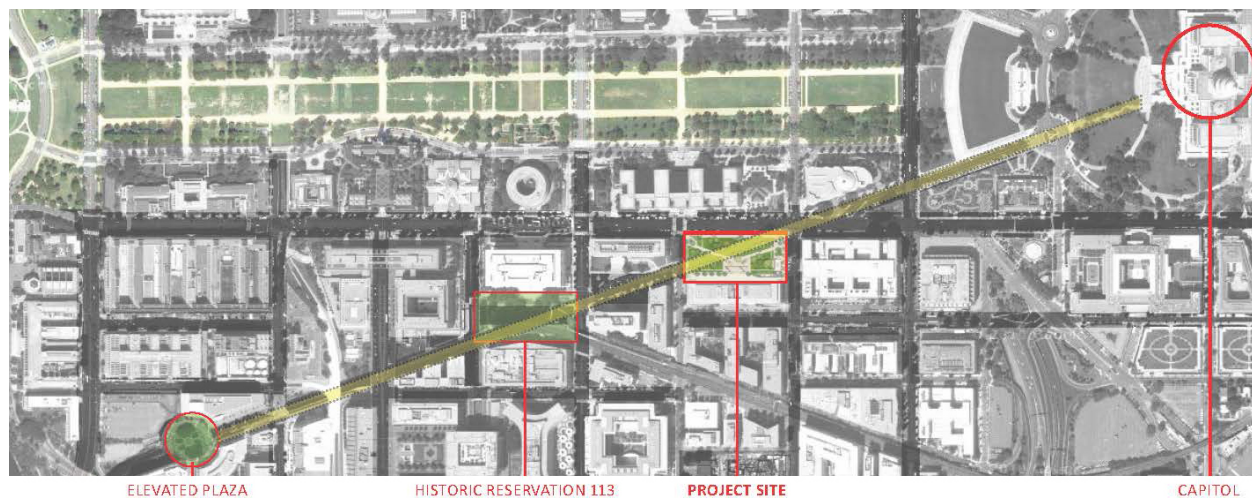 ELEVATED PLAZA
HISTORIC RESERVATION 113
PROJECT SITE
CAPITOL